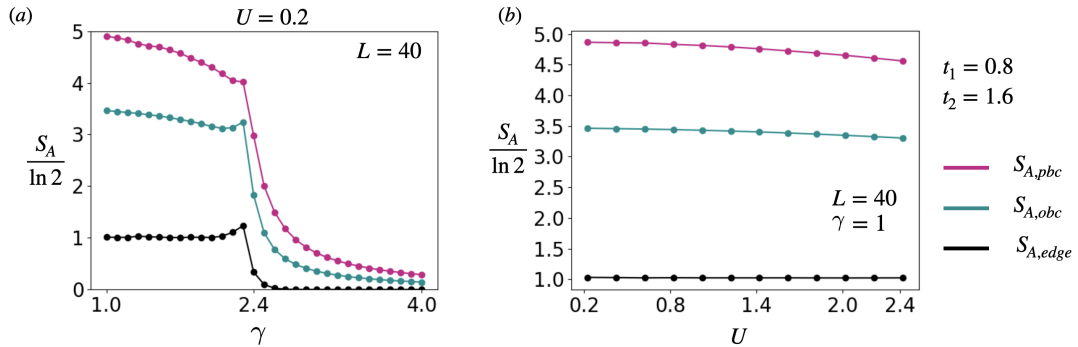 (a)
U = 0.2
L = 40
5
4
3
2
1
0
S_A
ln 2
1.0
2.4
4.0
γ
(b)
5.0
4.5
4.0
3.5
3.0
2.5
2.0
1.5
1.0
S_A
ln 2
L = 40
γ = 1
0.2
0.8
1.4
2.0
2.4
U
t_1 = 0.8
t_2 = 1.6
S_{A,pbc}
S_{A,obc}
S_{A,edge}